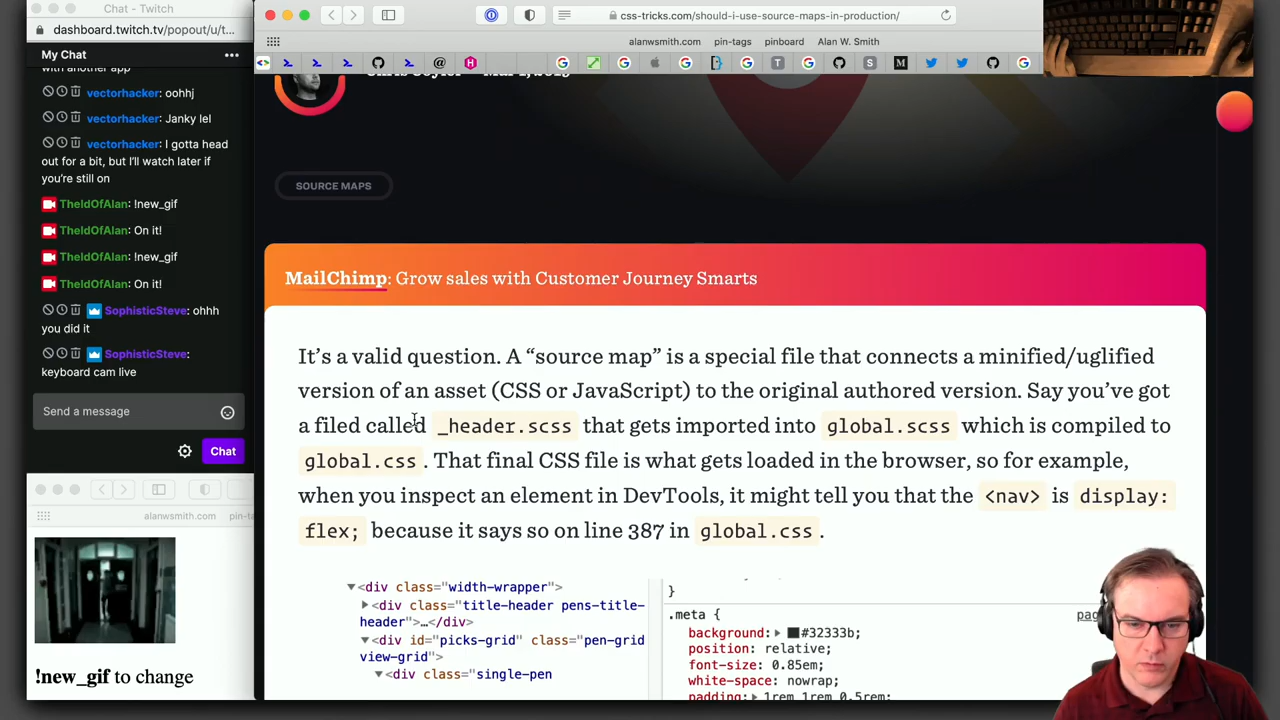 Chat - Twitch
dashboard.twitch.tv/popout/u/t...
My Chat
with another app
vectorhacker: oohhj
vectorhacker: Janky lel
vectorhacker: I gotta head
out for a bit, but I'll watch later if
you're still on
TheIdOfAlan: !new_gif
TheIdOfAlan: On it!
TheIdOfAlan: !new_gif
TheIdOfAlan: On it!
SophisticSteve: ohhh
you did it
SophisticSteve:
keyboard cam live
Send a message
Chat
alanwsmith.com pin-t
!new_gif to change
css-tricks.com/should-i-use-source-maps-in-production/
alanwsmith.com pin-tags pinboard Alan W. Smith
SOURCE MAPS
MailChimp: Grow sales with Customer Journey Smarts
It's a valid question. A “source map” is a special file that connects a minified/uglified
version of an asset (CSS or JavaScript) to the original authored version. Say you've got
a filed called _header.scss that gets imported into global.scss which is compiled to
global.css. That final CSS file is what gets loaded in the browser, so for example,
when you inspect an element in DevTools, it might tell you that the <nav> is display:
flex; because it says so on line 387 in global.css.
▼<div class="width-wrapper">
▶<div class="title-header pens-title-
header">…</div>
▼<div id="picks-grid" class="pen-grid
view-grid">
▼<div class="single-pen
}
.meta { pag
background: ▶ #32333b;
position: relative;
font-size: 0.85em;
white-space: nowrap;
padding: ▶ 1rem 1rem 0.5rem;